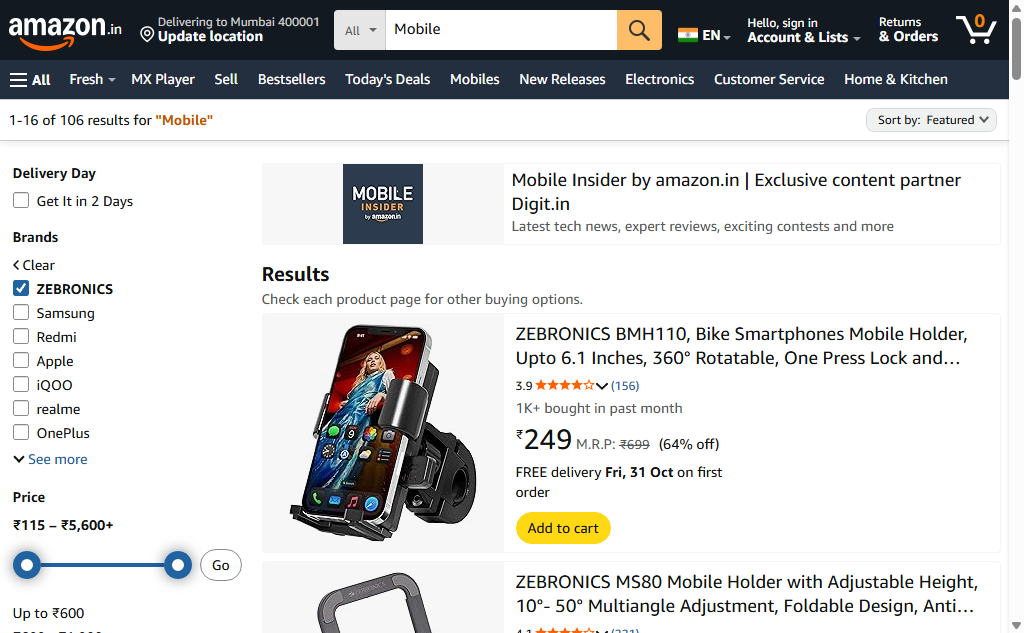 amazon.in
Delivering to Mumbai 400001
Update location
All
Mobile
EN
Hello, sign in
Account & Lists
Returns
& Orders
0
All
Fresh
MX Player
Sell
Bestsellers
Today's Deals
Mobiles
New Releases
Electronics
Customer Service
Home & Kitchen
1-16 of 106 results for "Mobile"
Sort by: Featured
Delivery Day
Get It in 2 Days
Brands
Clear
ZEBRONICS
Samsung
Redmi
Apple
iQOO
realme
OnePlus
See more
Price
₹115 – ₹5,600+
Go
Up to ₹600
MOBILE
INSIDER
by amazon.in
Mobile Insider by amazon.in | Exclusive content partner
Digit.in
Latest tech news, expert reviews, exciting contests and more
Results
Check each product page for other buying options.
ZEBRONICS BMH110, Bike Smartphones Mobile Holder,
Upto 6.1 Inches, 360° Rotatable, One Press Lock and…
3.9 (156)
1K+ bought in past month
₹249 M.R.P: ₹699 (64% off)
FREE delivery Fri, 31 Oct on first
order
Add to cart
ZEBRONICS
ZEBRONICS MS80 Mobile Holder with Adjustable Height,
10°- 50° Multiangle Adjustment, Foldable Design, Anti…